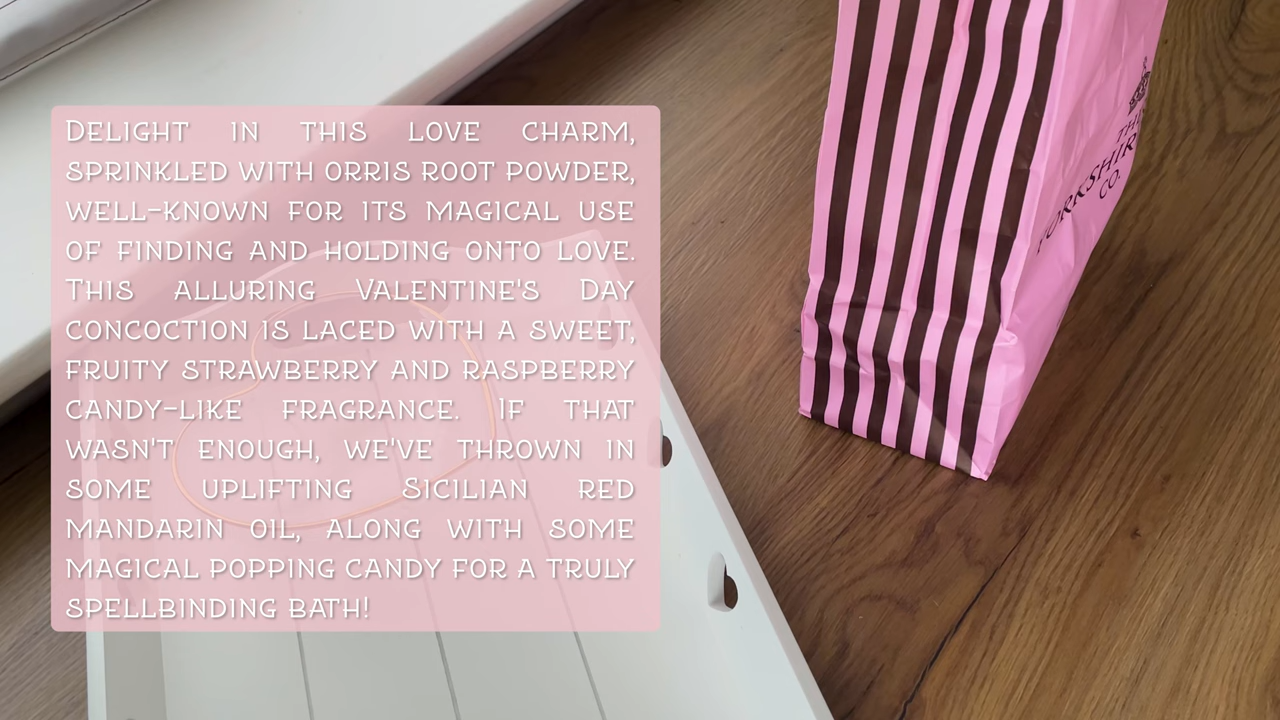 Delight in this love charm,
sprinkled with orris root powder,
well-known for its magical use
of finding and holding onto love.
This alluring Valentine's Day
concoction is laced with a sweet,
fruity strawberry and raspberry
candy-like fragrance. If that
wasn't enough, we've thrown in
some uplifting Sicilian red
mandarin oil, along with some
magical popping candy for a truly
spellbinding bath!
THE
YORKSHIR
CO.